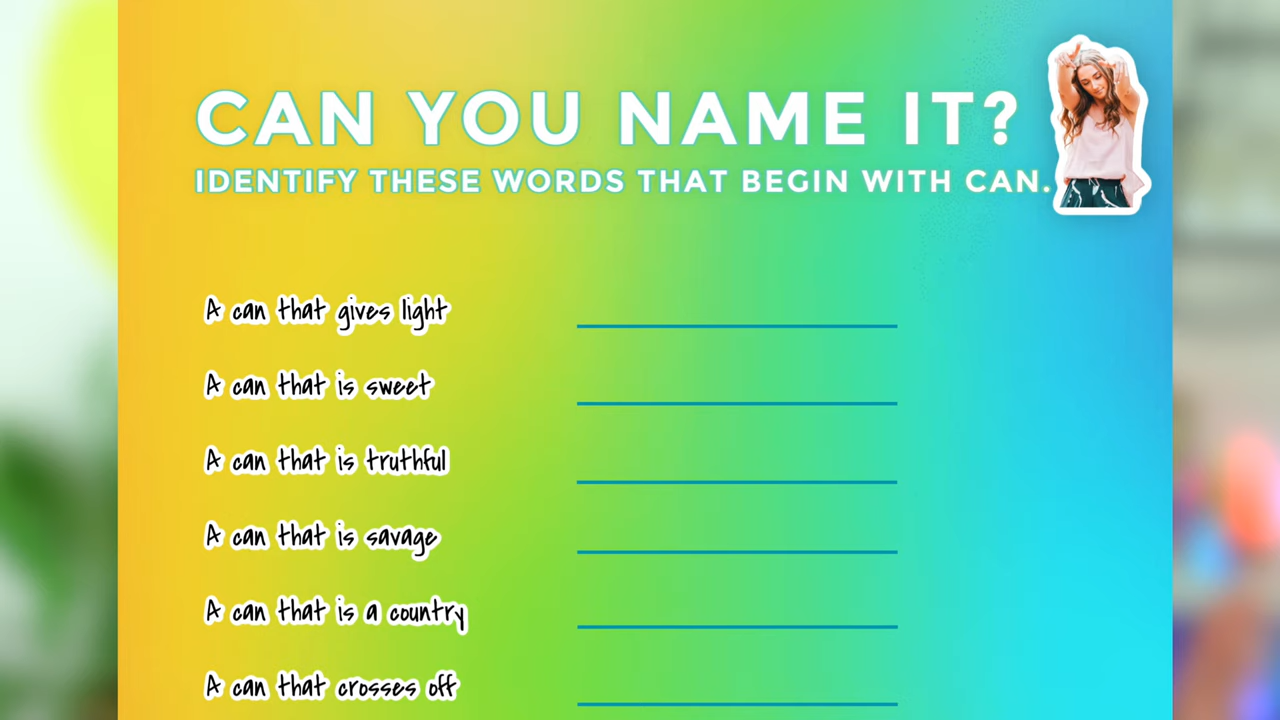 CAN YOU NAME IT?
IDENTIFY THESE WORDS THAT BEGIN WITH CAN.
A can that gives light
A can that is sweet
A can that is truthful
A can that is savage
A can that is a country
A can that crosses off